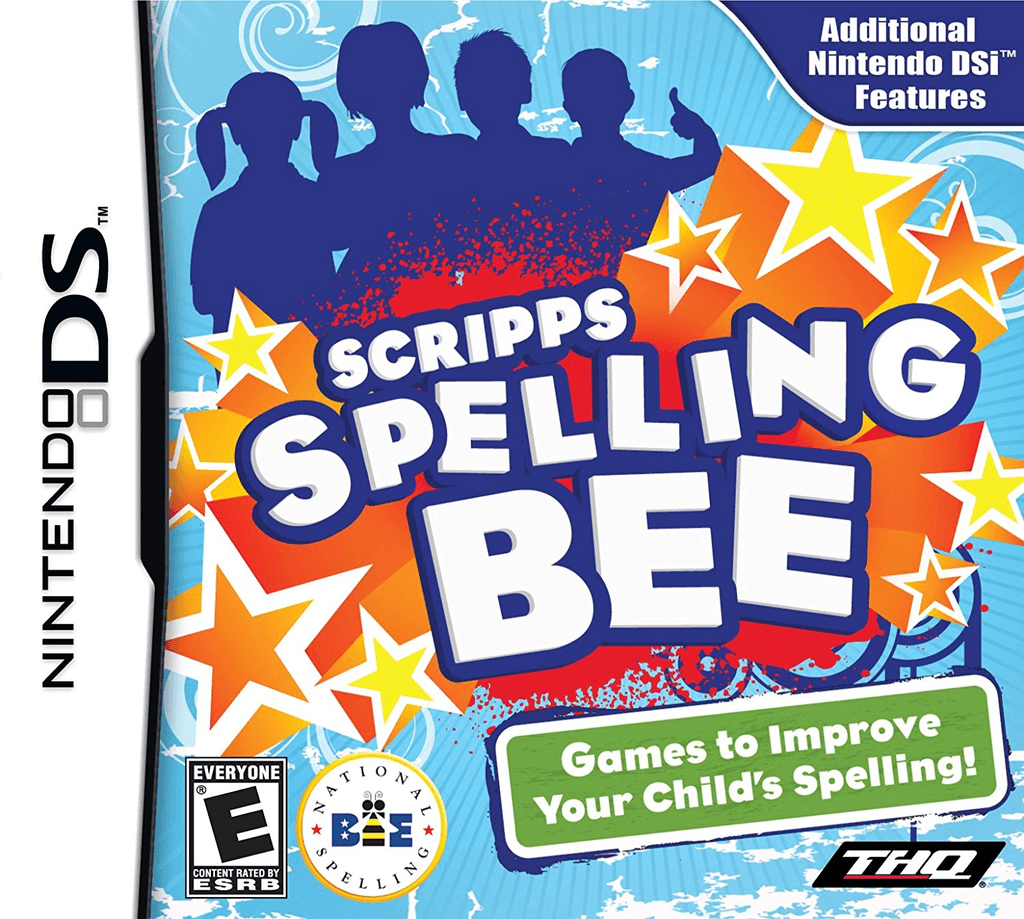 NINTENDO DS™
Additional
Nintendo DSi™
Features
SCRIPPS
SPELLING
BEE
Games to Improve
Your Child's Spelling!
EVERYONE
E
®
CONTENT RATED BY
ESRB
NATIONAL
BEE
SPELLING
THQ®